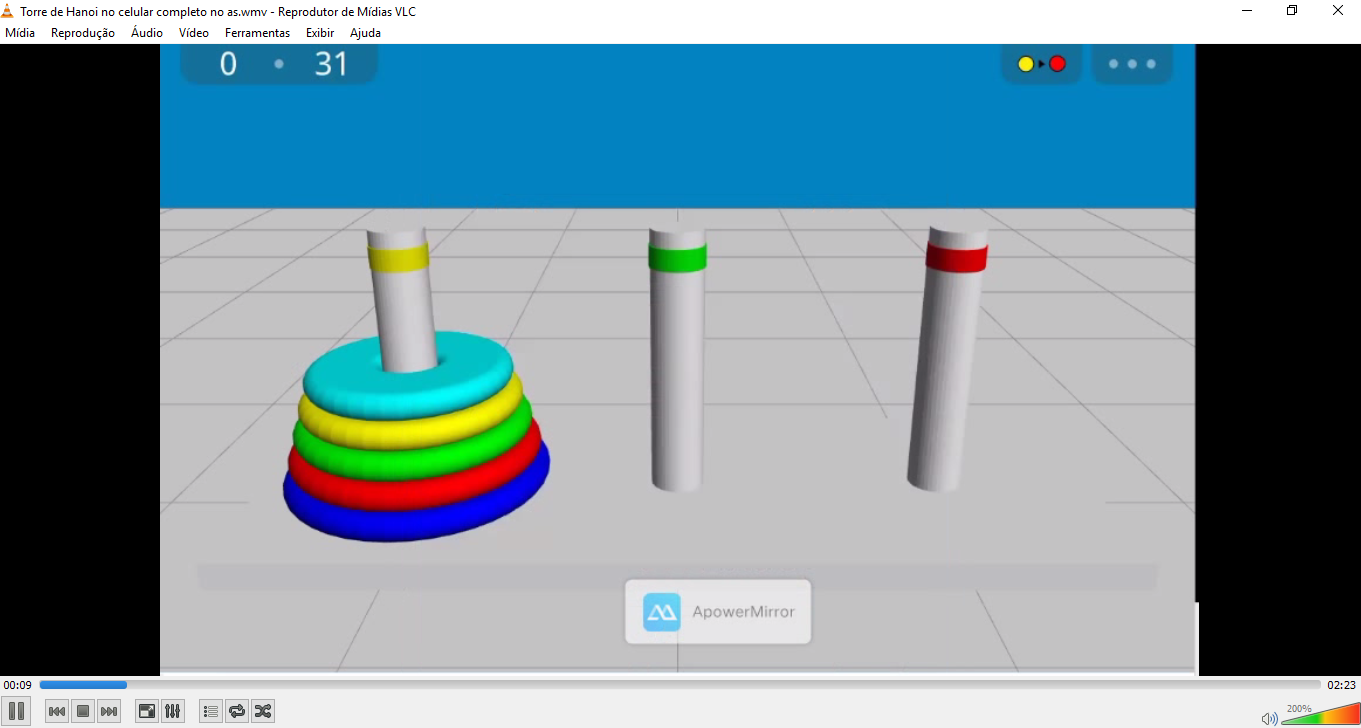 Torre de Hanoi no celular completo no as.wmv - Reprodutor de Mídias VLC
Mídia Reprodução Áudio Vídeo Ferramentas Exibir Ajuda
0 • 31
ApowerMirror
00:09 02:23
200%